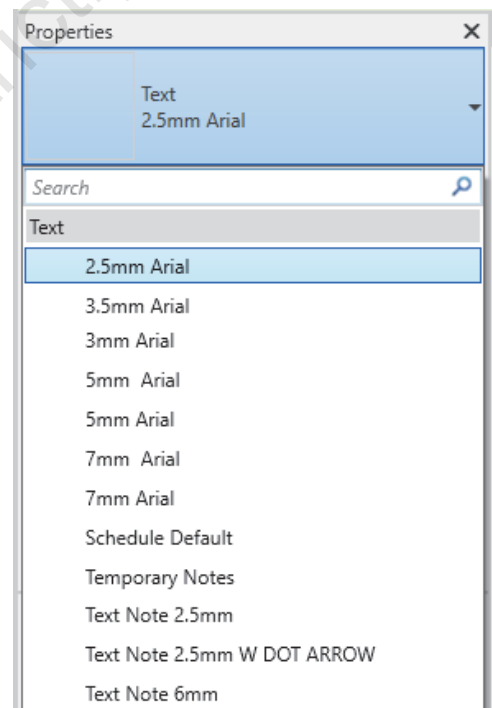 Properties
Text
2.5mm Arial
Search
Text
2.5mm Arial
3.5mm Arial
3mm Arial
5mm  Arial
5mm Arial
7mm  Arial
7mm Arial
Schedule Default
Temporary Notes
Text Note 2.5mm
Text Note 2.5mm W DOT ARROW
Text Note 6mm